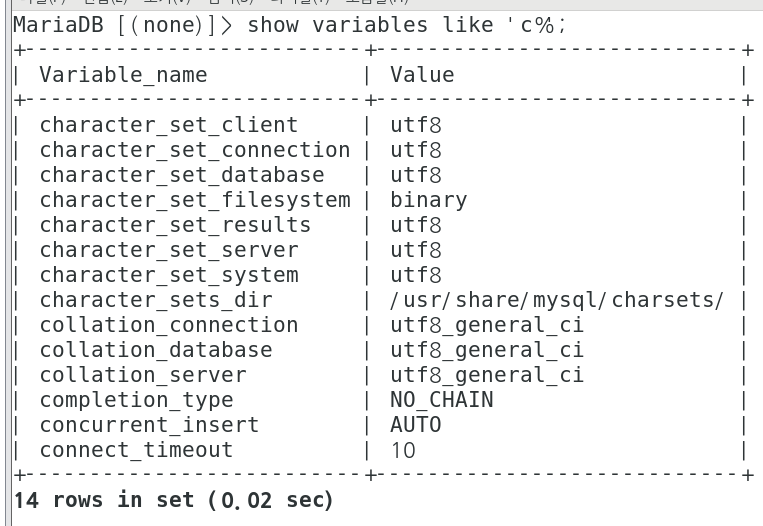 MariaDB [(none)]> show variables like 'c%';
+--------------------------+----------------------------+
| Variable_name            | Value                      |
+--------------------------+----------------------------+
| character_set_client     | utf8                       |
| character_set_connection | utf8                       |
| character_set_database   | utf8                       |
| character_set_filesystem | binary                     |
| character_set_results    | utf8                       |
| character_set_server     | utf8                       |
| character_set_system     | utf8                       |
| character_sets_dir       | /usr/share/mysql/charsets/ |
| collation_connection     | utf8_general_ci            |
| collation_database       | utf8_general_ci            |
| collation_server         | utf8_general_ci            |
| completion_type          | NO_CHAIN                   |
| concurrent_insert        | AUTO                       |
| connect_timeout          | 10                         |
+--------------------------+----------------------------+
14 rows in set (0.02 sec)